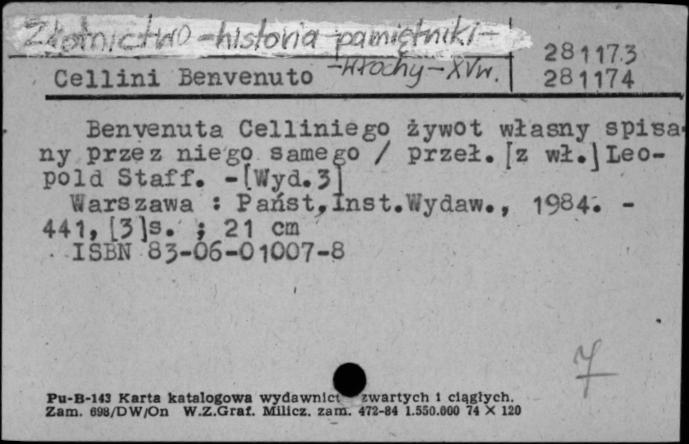 Złotnictwo - historia - pamiętniki -
- Włochy - XVI w.
281173
Cellini Benvenuto
281174
Benvenuta Celliniego żywot własny spisa-
ny przez niego samego / przeł. [z wł.] Leo-
pold Staff. - [Wyd. 3]
Warszawa : Państ. Inst. Wydaw., 1984. -
441, [3] s. ; 21 cm
ISBN 83-06-01007-8
7
Pu-B-143 Karta katalogowa wydawnict zwartych i ciągłych.
Zam. 698/DW/On W.Z.Graf. Milicz. zam. 472-84 1.550.000 74 X 120